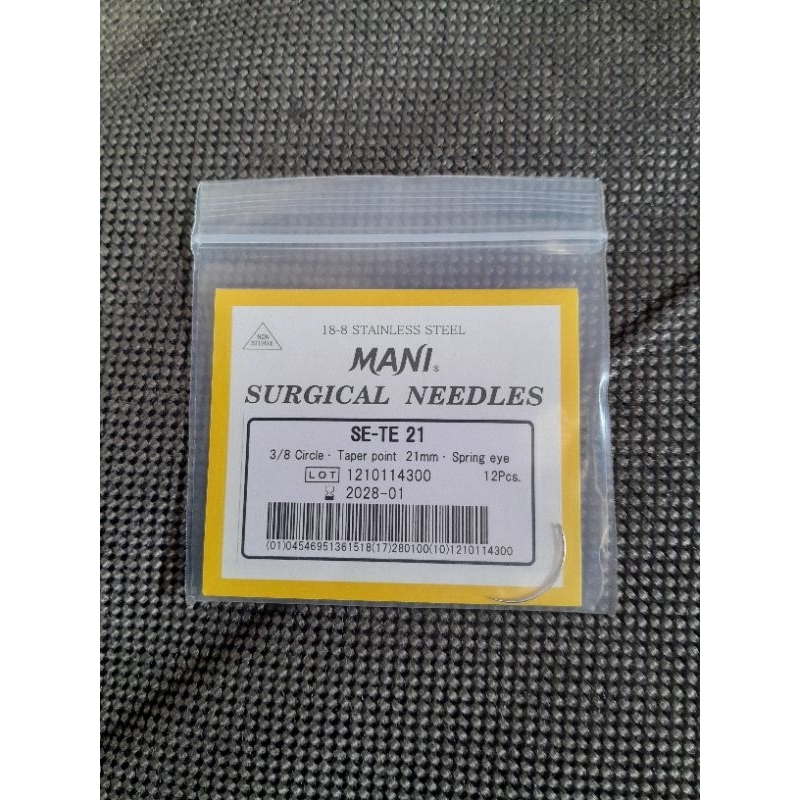 NON
STERILE
18-8 STAINLESS STEEL
MANI®
SURGICAL NEEDLES
SE-TE 21
3/8 Circle · Taper point 21mm · Spring eye
LOT 1210114300 12Pcs.
2028-01
(01)04546951361518(17)280100(10)1210114300